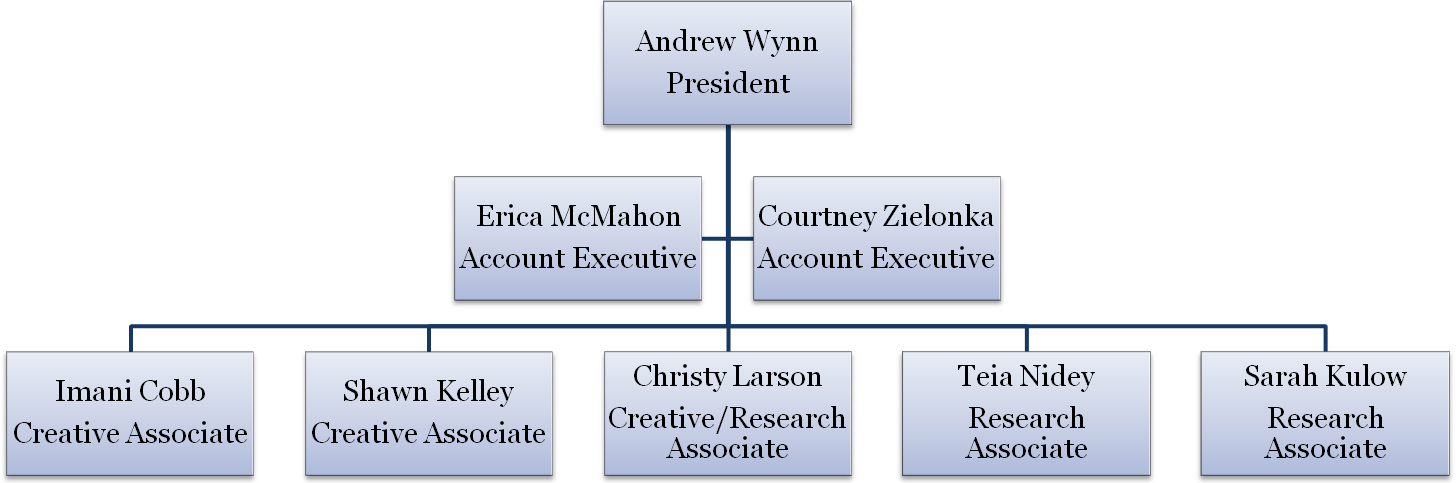 Andrew Wynn
President
Erica McMahon
Account Executive
Courtney Zielonka
Account Executive
Imani Cobb
Creative Associate
Shawn Kelley
Creative Associate
Christy Larson
Creative/Research
Associate
Teia Nidey
Research
Associate
Sarah Kulow
Research
Associate